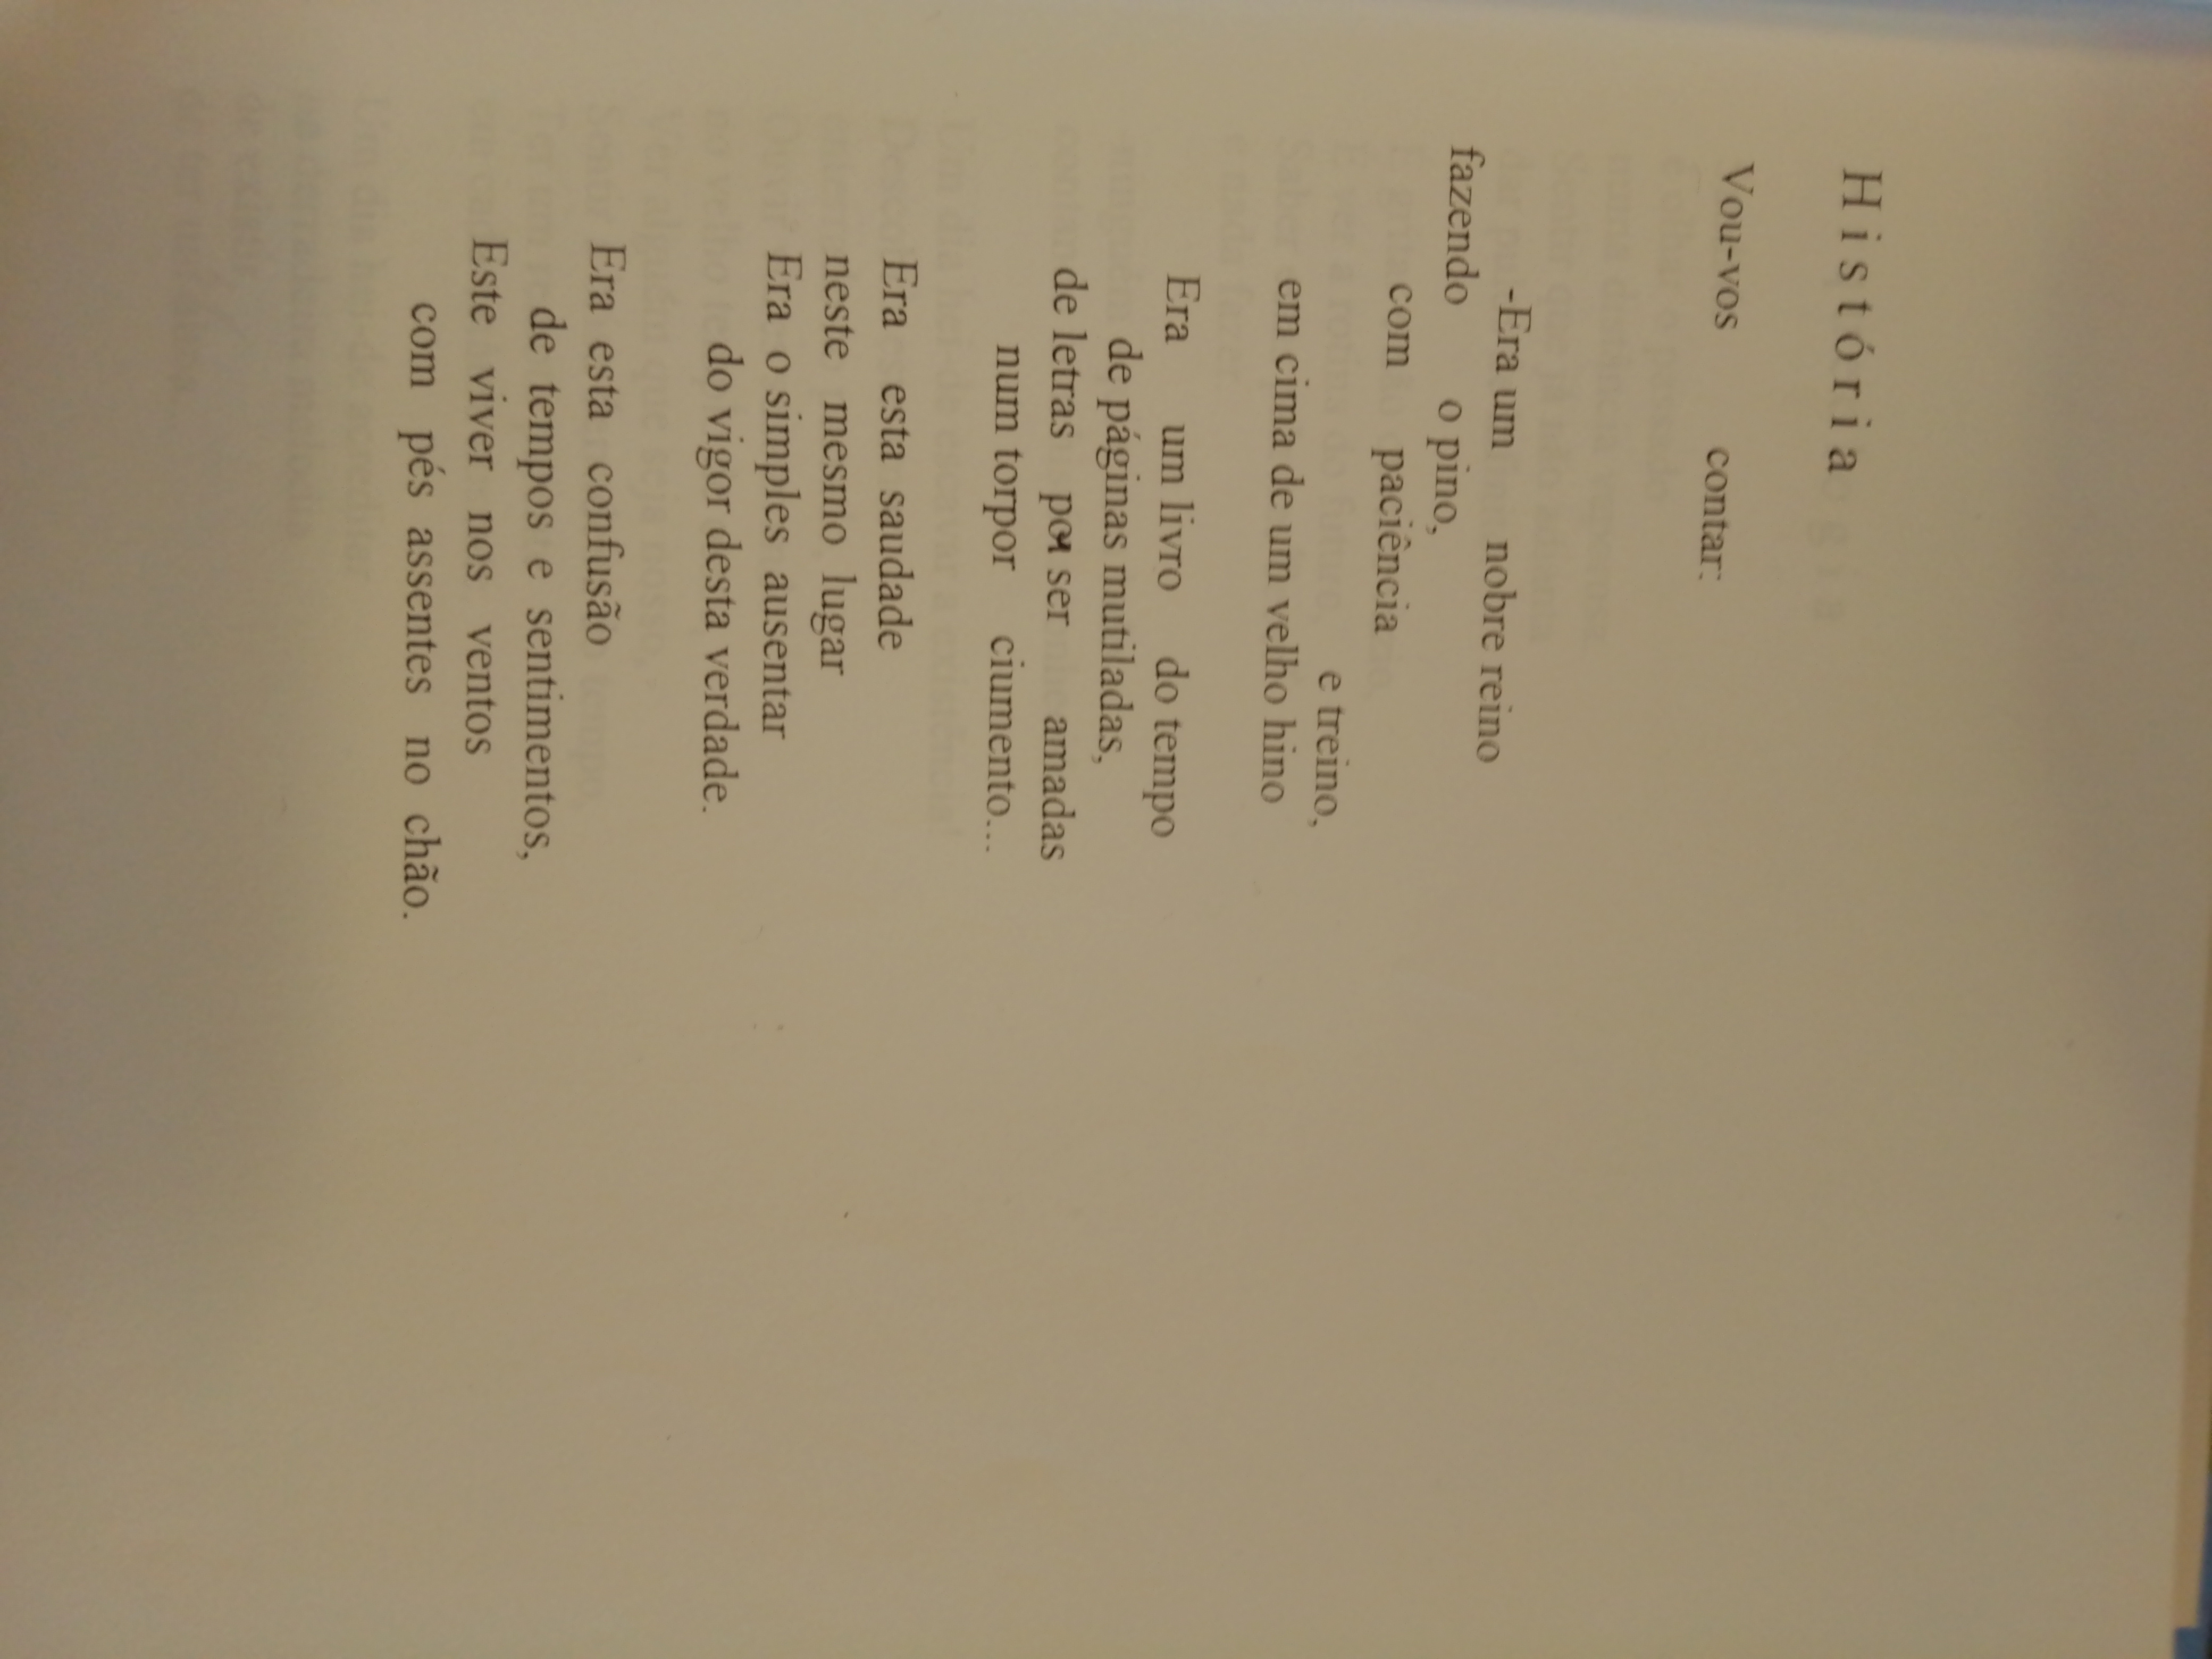 História
Vou-vos contar:
-Era um nobre reino
fazendo o pino,
com paciência
e treino,
em cima de um velho hino
Era um livro do tempo
de páginas mutiladas,
de letras por ser amadas
num torpor ciumento...
Era esta saudade
neste mesmo lugar
Era o simples ausentar
do vigor desta verdade.
Era esta confusão
de tempos e sentimentos,
Este viver nos ventos
com pés assentes no chão.